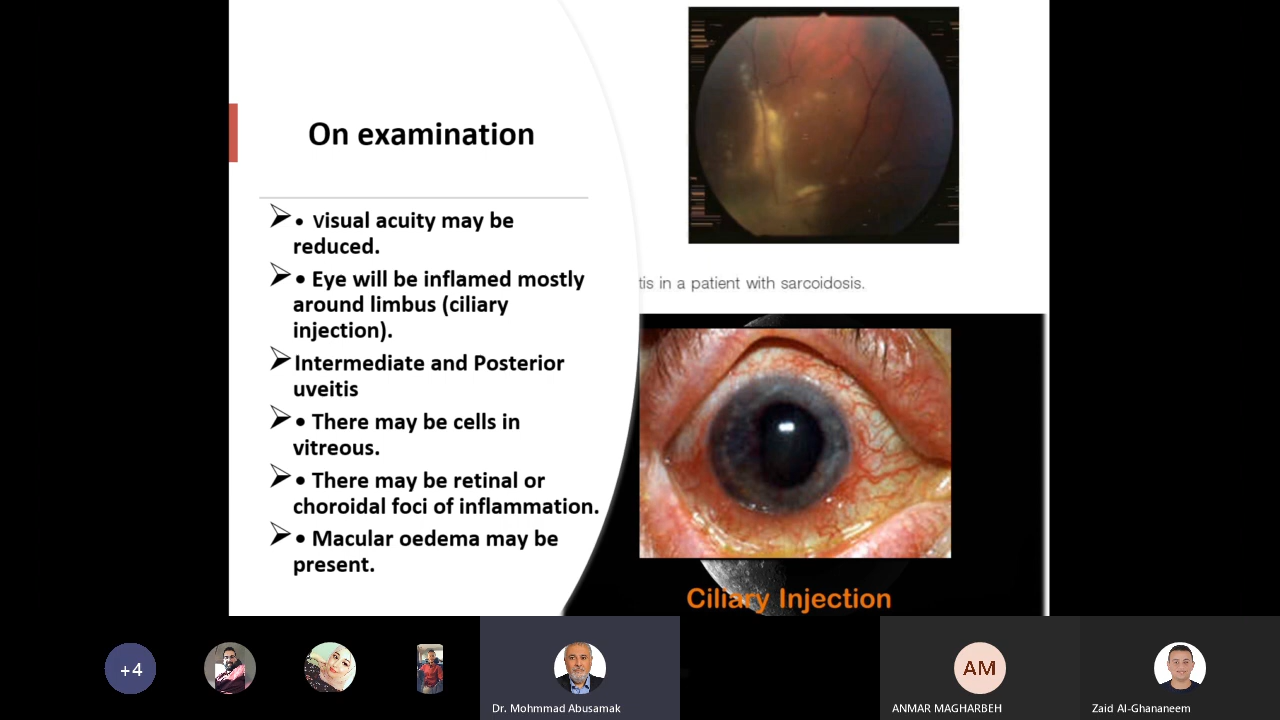 On examination
• Visual acuity may be
reduced.
• Eye will be inflamed mostly
around limbus (ciliary
injection).
Intermediate and Posterior
uveitis
• There may be cells in
vitreous.
• There may be retinal or
choroidal foci of inflammation.
• Macular oedema may be
present.
tis in a patient with sarcoidosis.
Ciliary Injection
+4
Dr. Mohmmad Abusamak
AM
ANMAR MAGHARBEH
Zaid Al-Ghananeem